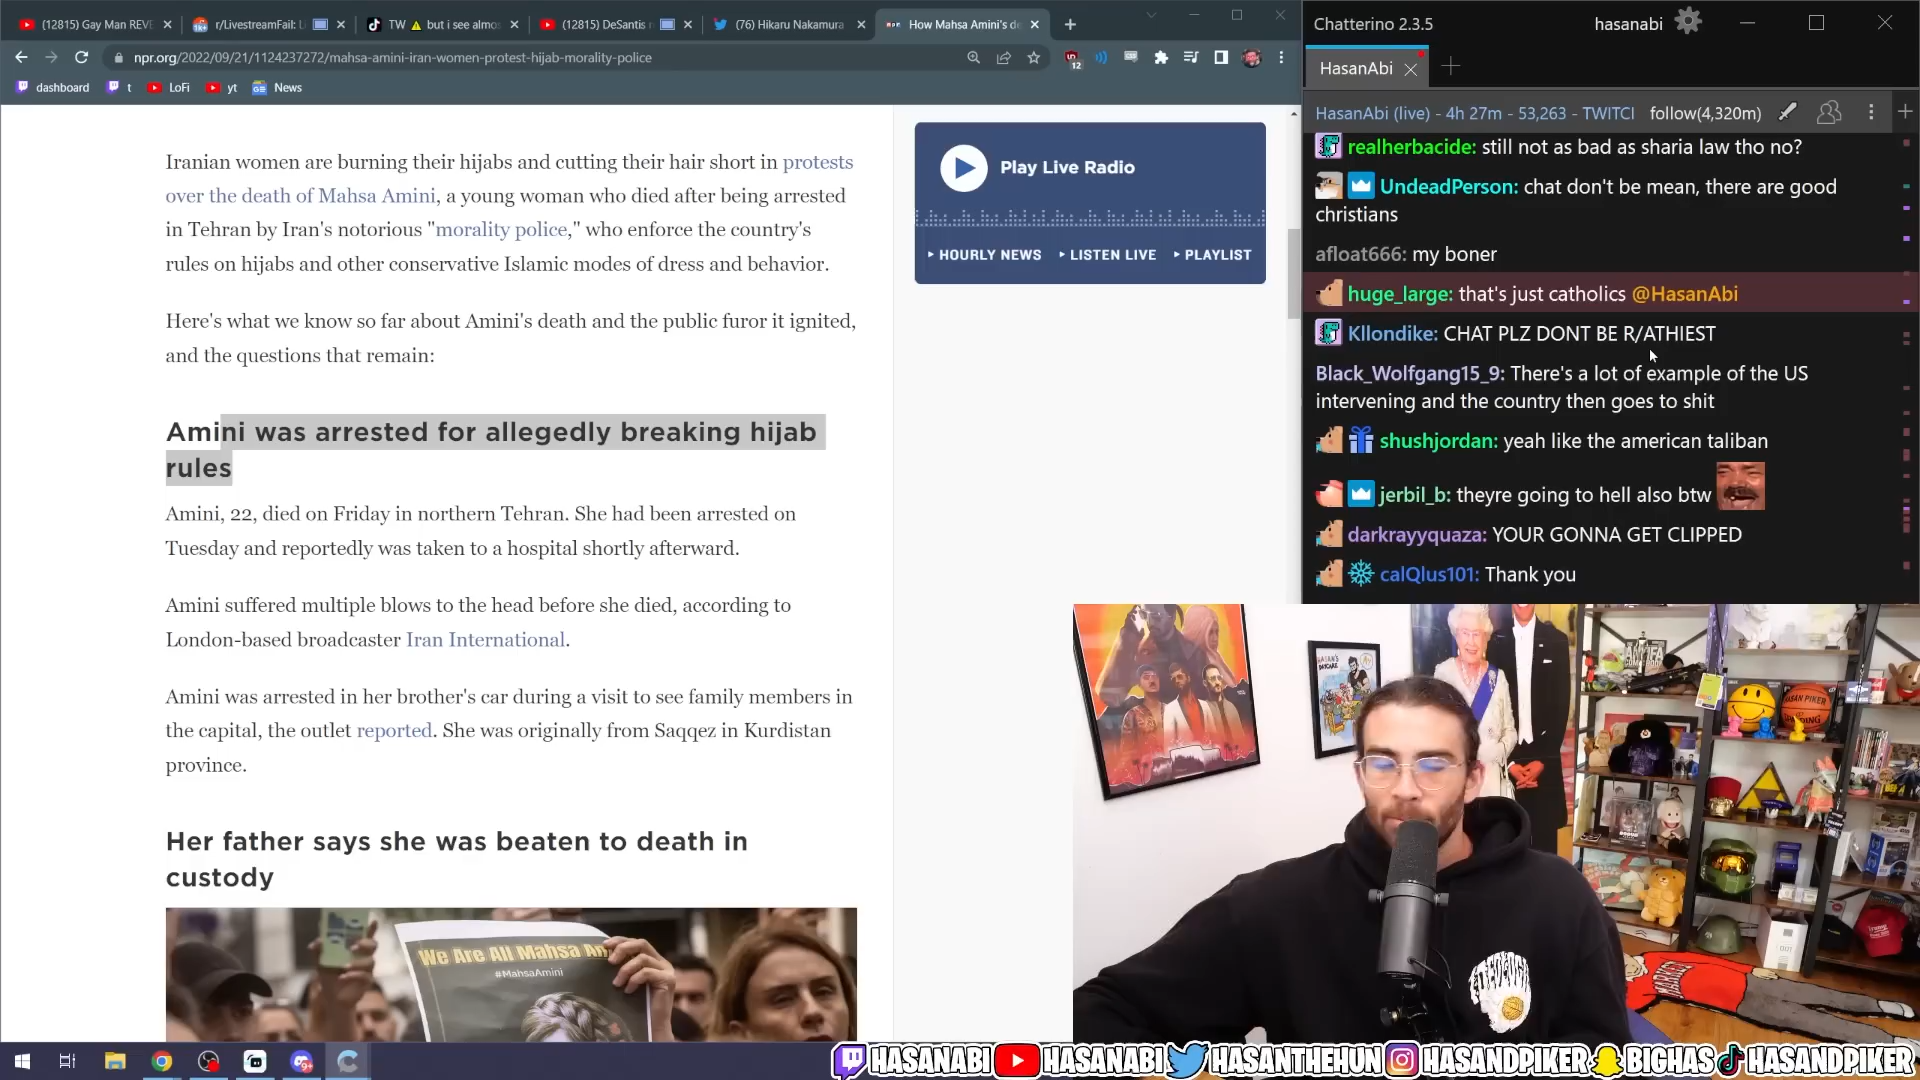 (12815) Gay Man REVE
r/LivestreamFail: L
TW ⚠ but i see almo
(12815) DeSantis r
(76) Hikaru Nakamura
How Mahsa Amini's de
npr.org/2022/09/21/1124237272/mahsa-amini-iran-women-protest-hijab-morality-police
12
dashboard
t
LoFi
yt
News
Iranian women are burning their hijabs and cutting their hair short in protests
over the death of Mahsa Amini, a young woman who died after being arrested
in Tehran by Iran's notorious "morality police," who enforce the country's
rules on hijabs and other conservative Islamic modes of dress and behavior.
Here's what we know so far about Amini's death and the public furor it ignited,
and the questions that remain:
Amini was arrested for allegedly breaking hijab
rules
Amini, 22, died on Friday in northern Tehran. She had been arrested on
Tuesday and reportedly was taken to a hospital shortly afterward.
Amini suffered multiple blows to the head before she died, according to
London-based broadcaster Iran International.
Amini was arrested in her brother's car during a visit to see family members in
the capital, the outlet reported. She was originally from Saqqez in Kurdistan
province.
Her father says she was beaten to death in
custody
We Are All Mahsa Am
#MahsaAmini
Play Live Radio
HOURLY NEWS
LISTEN LIVE
PLAYLIST
Chatterino 2.3.5
hasanabi
HasanAbi
HasanAbi (live) - 4h 27m - 53,263 - TWITCI
follow(4,320m)
realherbacide: still not as bad as sharia law tho no?
UndeadPerson: chat don't be mean, there are good
christians
afloat666: my boner
huge_large: that's just catholics @HasanAbi
Kllondike: CHAT PLZ DONT BE R/ATHIEST
Black_Wolfgang15_9: There's a lot of example of the US
intervening and the country then goes to shit
shushjordan: yeah like the american taliban
jerbil_b: theyre going to hell also btw
darkrayyquaza: YOUR GONNA GET CLIPPED
calQlus101: Thank you
HASAN PIKER
HASANABI
HASANABI
HASANTHEHUN
HASANDPIKER
BIGHAS
HASANDPIKER